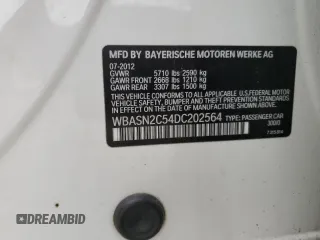 MFD BY BAYERISCHE MOTOREN WERKE AG
07-2012
GVWR 5710 lbs 2590 kg
GAWR FRONT 2668 lbs 1210 kg
GAWR REAR 3307 lbs 1500 kg
THIS VEHICLE CONFORMS TO ALL APPLICABLE
U.S. FEDERAL MOTOR VEHICLE SAFETY, BUMPER,
AND THEFT PREVENTION STANDARDS IN EFFECT ON
THE DATE OF MANUFACTURE SHOWN ABOVE.
WBASN2C54DC202564 TYPE: PASSENGER CAR
DREAMBID